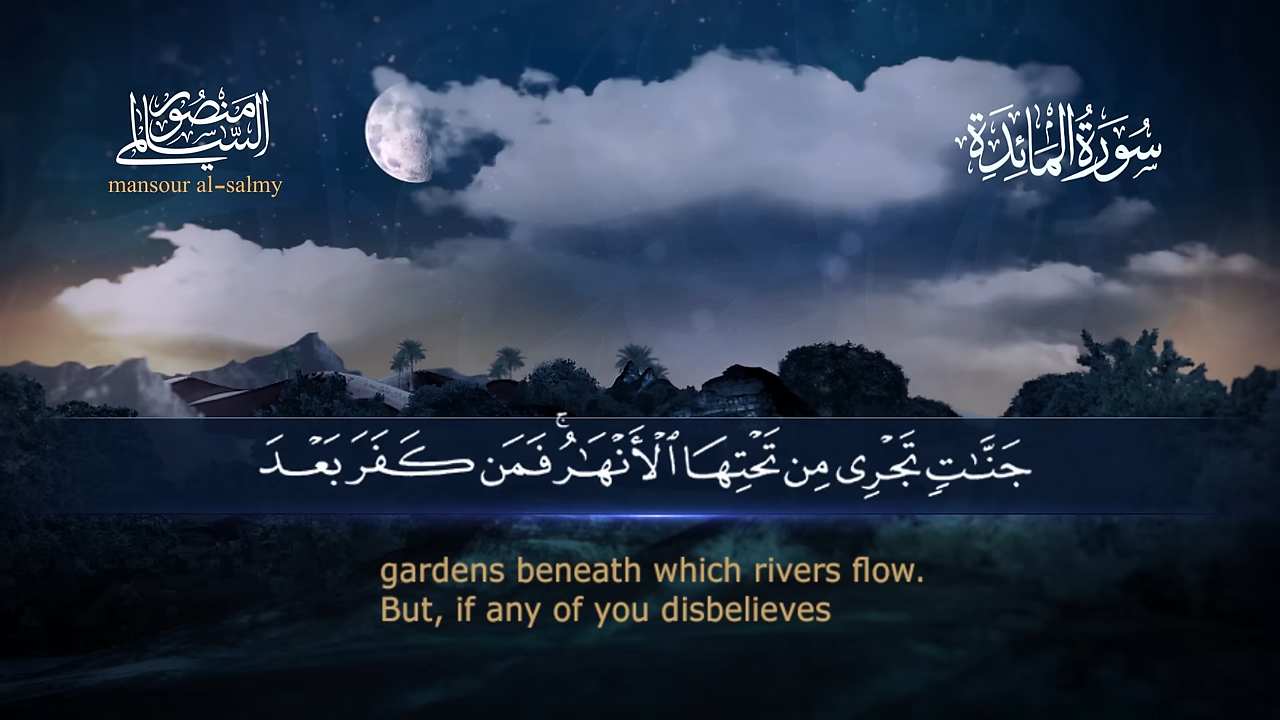 منصور السالمي
mansour al-salmy
سُورَةُ المَائِدَةِ
جَنَّـٰتٍ تَجْرِى مِن تَحْتِهَا ٱلْأَنْهَـٰرُ ۚ فَمَن كَفَرَ بَعْدَ
gardens beneath which rivers flow.
But, if any of you disbelieves